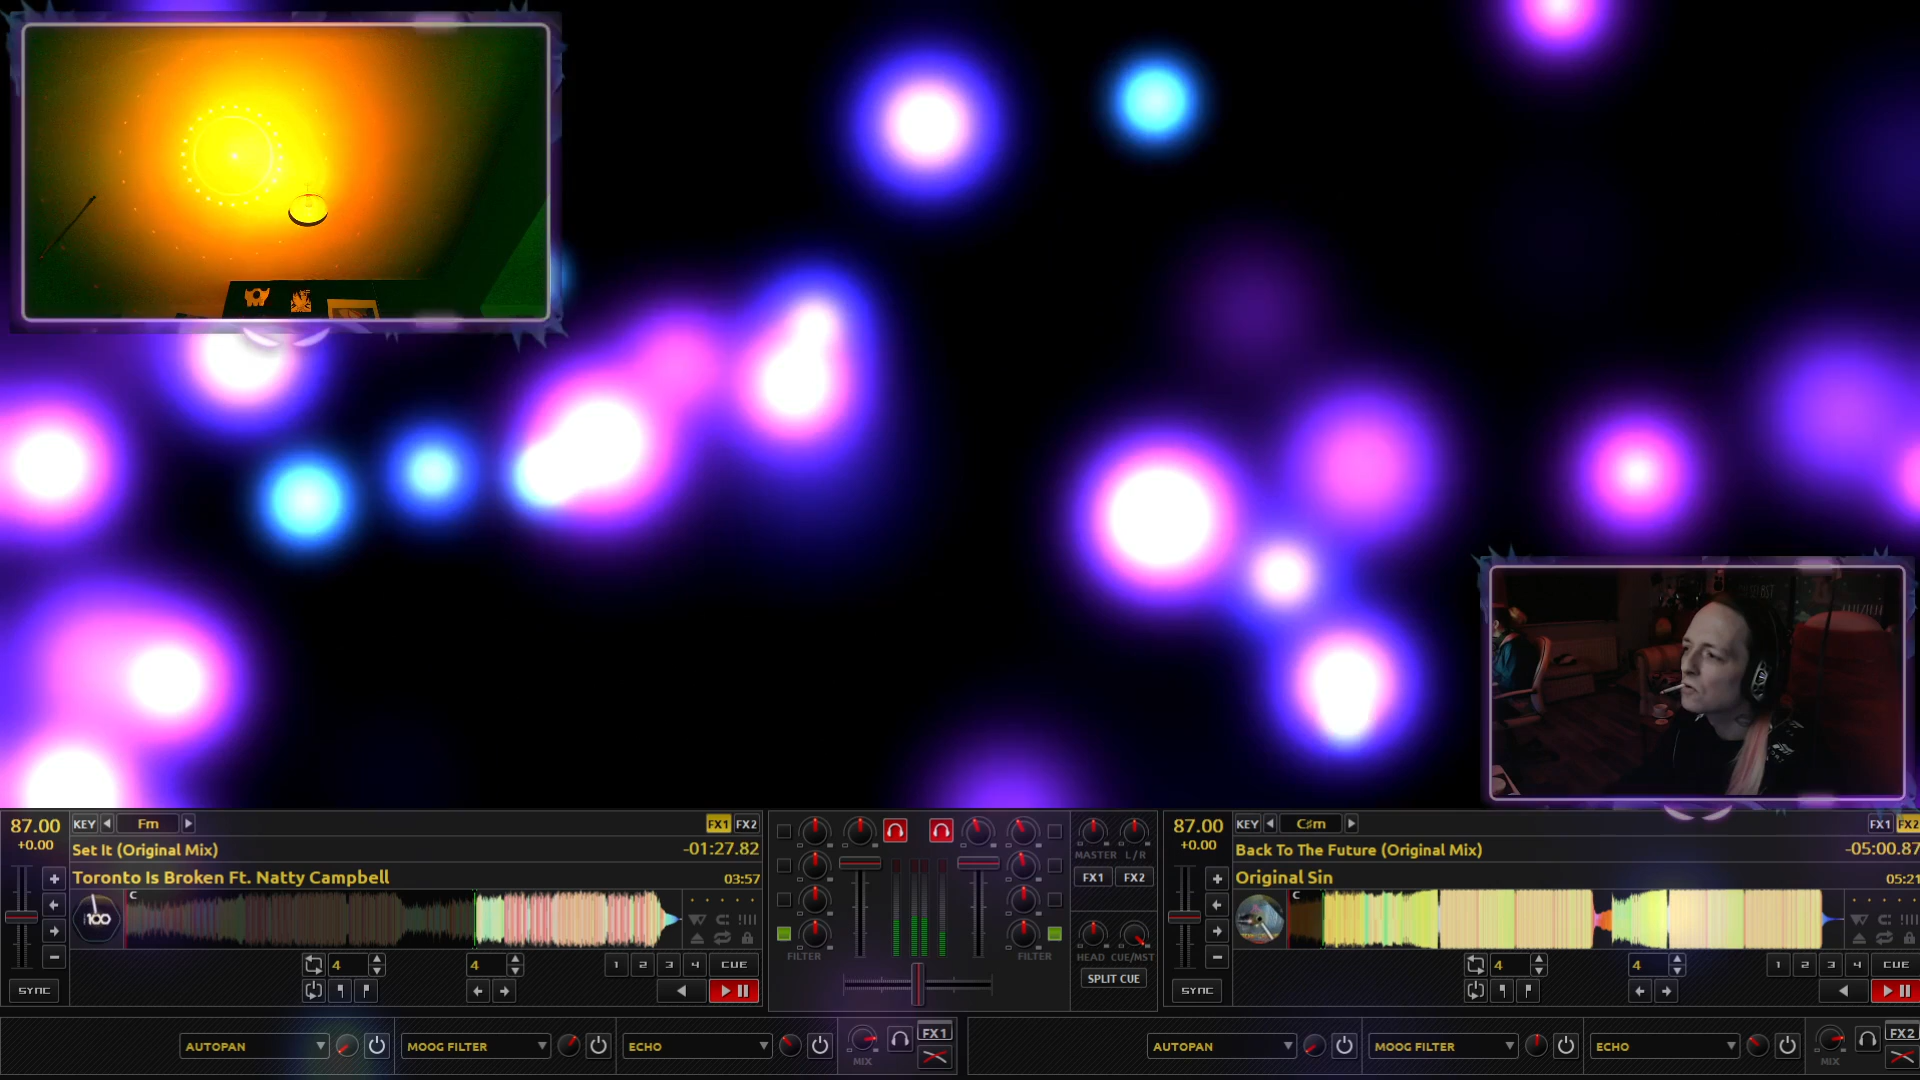 87.00
+0.00
KEY
Fm
FX1 FX2
Set It (Original Mix)
-01:27.82
Toronto Is Broken Ft. Natty Campbell
03:57
C
100
4
4
1 2 3 4 CUE
SYNC
FILTER
FILTER
MASTER L/R
FX1 FX2
HEAD CUE/MST
SPLIT CUE
87.00
+0.00
KEY
C#m
FX1 FX2
Back To The Future (Original Mix)
-05:00.87
Original Sin
05:21
C
4
4
1 2 3 4 CUE
SYNC
AUTOPAN
MOOG FILTER
ECHO
MIX
FX1
AUTOPAN
MOOG FILTER
ECHO
MIX
FX2